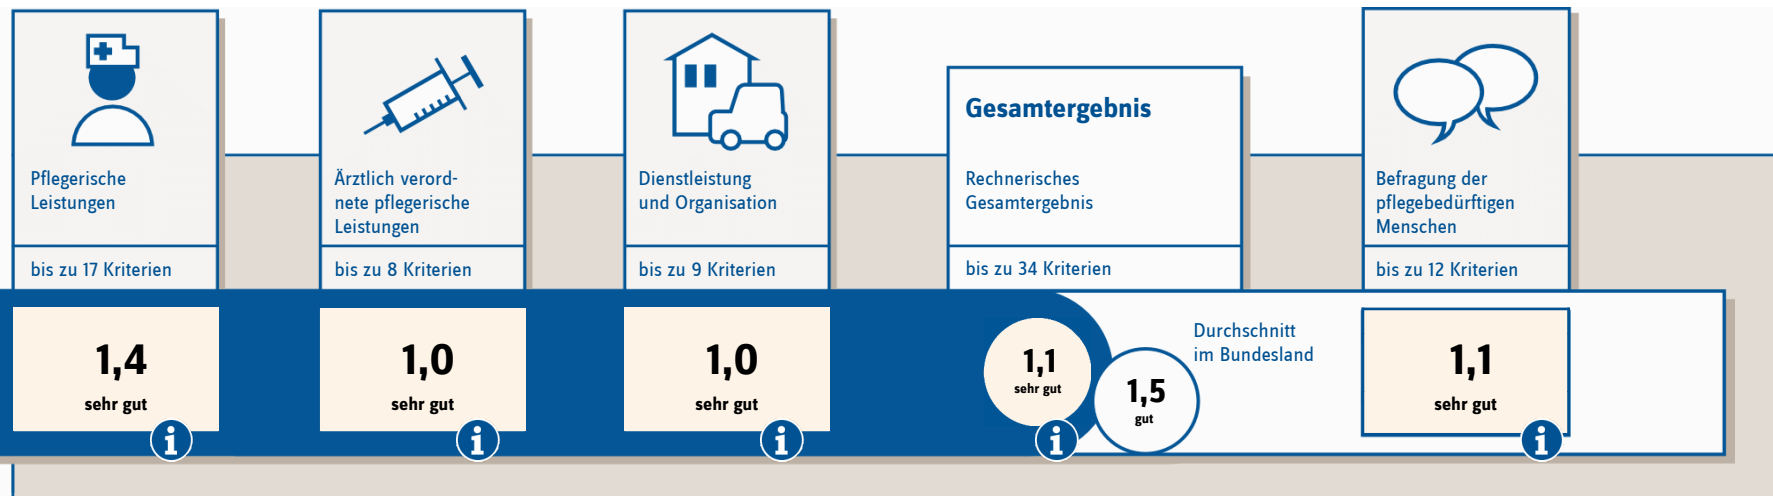 Pflegerische
Leistungen
bis zu 17 Kriterien
1,4
sehr gut
i
Ärztlich verord-
nete pflegerische
Leistungen
bis zu 8 Kriterien
1,0
sehr gut
i
Dienstleistung
und Organisation
bis zu 9 Kriterien
1,0
sehr gut
i
Gesamtergebnis
Rechnerisches
Gesamtergebnis
bis zu 34 Kriterien
1,1
sehr gut
i
1,5
gut
Durchschnitt
im Bundesland
Befragung der
pflegebedürftigen
Menschen
bis zu 12 Kriterien
1,1
sehr gut
i